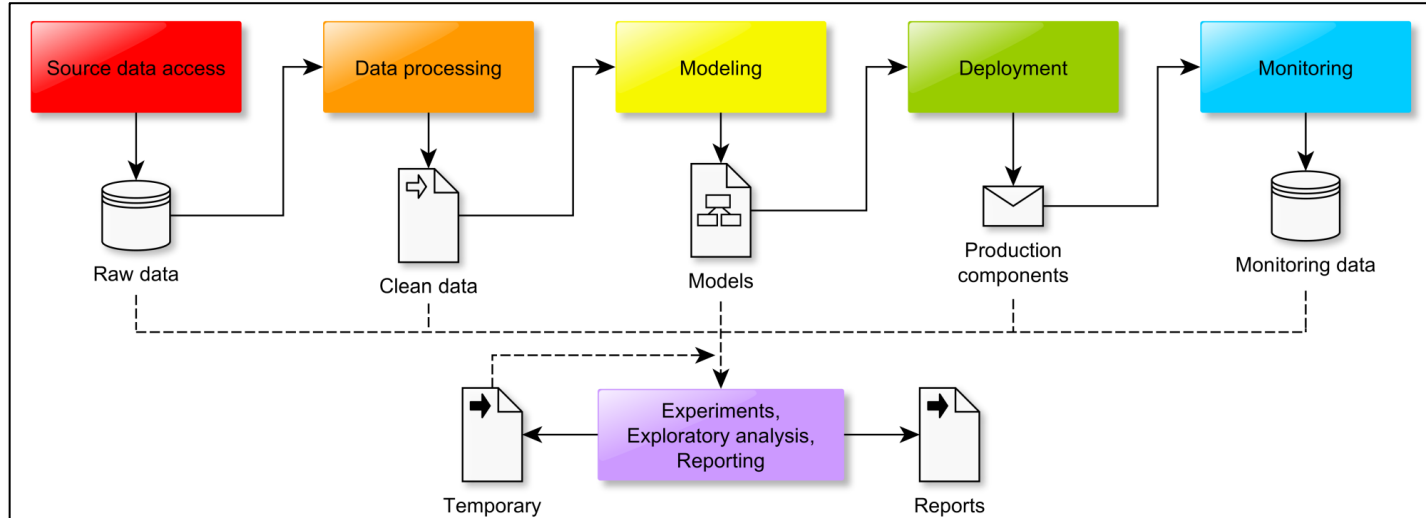 Source data access
Data processing
Modeling
Deployment
Monitoring
Raw data
Clean data
Models
Production
components
Monitoring data
Experiments,
Exploratory analysis,
Reporting
Temporary
Reports